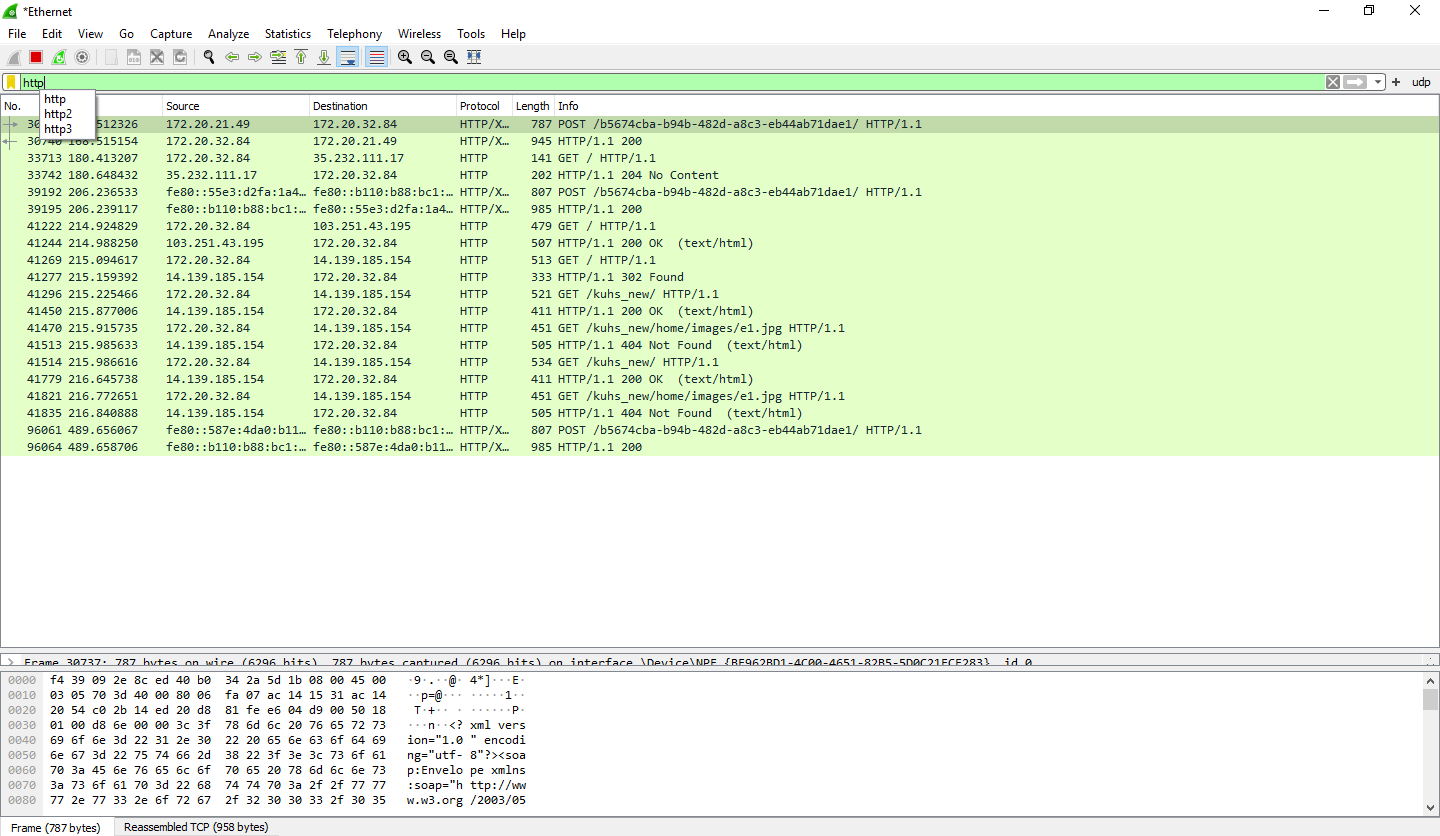 *Ethernet
File Edit View Go Capture Analyze Statistics Telephony Wireless Tools Help
http
udp
http
http2
http3
No. Source Destination Protocol Length Info
512326 172.20.21.49 172.20.32.84 HTTP/X… 787 POST /b5674cba-b94b-482d-a8c3-eb44ab71dae1/ HTTP/1.1
30740 168.515154 172.20.32.84 172.20.21.49 HTTP/X… 945 HTTP/1.1 200
33713 180.413207 172.20.32.84 35.232.111.17 HTTP 141 GET / HTTP/1.1
33742 180.648432 35.232.111.17 172.20.32.84 HTTP 202 HTTP/1.1 204 No Content
39192 206.236533 fe80::55e3:d2fa:1a4… fe80::b110:b88:bc1:… HTTP/X… 807 POST /b5674cba-b94b-482d-a8c3-eb44ab71dae1/ HTTP/1.1
39195 206.239117 fe80::b110:b88:bc1:… fe80::55e3:d2fa:1a4… HTTP/X… 985 HTTP/1.1 200
41222 214.924829 172.20.32.84 103.251.43.195 HTTP 479 GET / HTTP/1.1
41244 214.988250 103.251.43.195 172.20.32.84 HTTP 507 HTTP/1.1 200 OK (text/html)
41269 215.094617 172.20.32.84 14.139.185.154 HTTP 513 GET / HTTP/1.1
41277 215.159392 14.139.185.154 172.20.32.84 HTTP 333 HTTP/1.1 302 Found
41296 215.225466 172.20.32.84 14.139.185.154 HTTP 521 GET /kuhs_new/ HTTP/1.1
41450 215.877006 14.139.185.154 172.20.32.84 HTTP 411 HTTP/1.1 200 OK (text/html)
41470 215.915735 172.20.32.84 14.139.185.154 HTTP 451 GET /kuhs_new/home/images/e1.jpg HTTP/1.1
41513 215.985633 14.139.185.154 172.20.32.84 HTTP 505 HTTP/1.1 404 Not Found (text/html)
41514 215.986616 172.20.32.84 14.139.185.154 HTTP 534 GET /kuhs_new/ HTTP/1.1
41779 216.645738 14.139.185.154 172.20.32.84 HTTP 411 HTTP/1.1 200 OK (text/html)
41821 216.772651 172.20.32.84 14.139.185.154 HTTP 451 GET /kuhs_new/home/images/e1.jpg HTTP/1.1
41835 216.840888 14.139.185.154 172.20.32.84 HTTP 505 HTTP/1.1 404 Not Found (text/html)
96061 489.656067 fe80::587e:4da0:b11… fe80::b110:b88:bc1:… HTTP/X… 807 POST /b5674cba-b94b-482d-a8c3-eb44ab71dae1/ HTTP/1.1
96064 489.658706 fe80::b110:b88:bc1:… fe80::587e:4da0:b11… HTTP/X… 985 HTTP/1.1 200
Frame 30737: 787 bytes on wire (6296 bits), 787 bytes captured (6296 bits) on interface id 0
0000 f4 39 09 2e 8c ed 40 b0 34 2a 5d 1b 08 00 45 00 ·9·.··@· 4*]···E·
0010 03 05 70 3d 40 00 80 06 fa 07 ac 14 15 31 ac 14 ··p=@··· ·····1··
0020 20 54 c0 2b 14 ed 20 d8 81 fe e6 04 d9 00 50 18 T·+·· · ······P·
0030 01 00 d6 6e 00 00 3c 3f 78 6d 6c 20 76 65 72 73 ···n··<? xml vers
0040 69 6f 6e 3d 22 31 2e 30 22 20 65 6e 63 6f 64 69 ion="1.0 " encodi
0050 6e 67 3d 22 75 74 66 2d 38 22 3f 3e 3c 73 6f 61 ng="utf- 8"?><soa
0060 70 3a 45 6e 76 65 6c 6f 70 65 20 78 6d 6c 6e 73 p:Envelo pe xmlns
0070 3a 73 6f 61 70 3d 22 68 74 74 70 3a 2f 2f 77 77 :soap="h ttp://ww
0080 77 2e 77 33 2e 6f 72 67 2f 32 30 30 33 2f 30 35 w.w3.org /2003/05
Frame (787 bytes) Reassembled TCP (958 bytes)